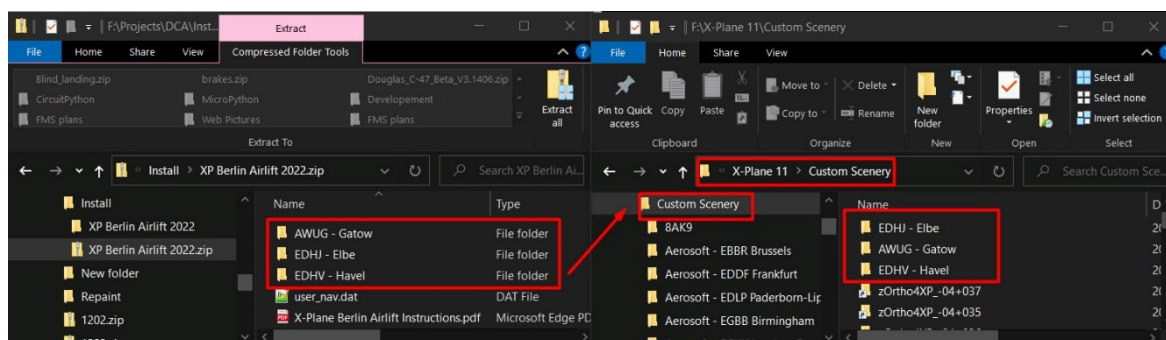 F:\Projects\DCA\Inst...
Extract
File
Home
Share
View
Compressed Folder Tools
Blind_landing.zip
brakes.zip
Douglas_C-47_Beta_V3.1406.zip
CircuitPython
MicroPython
Developement
FMS plans
Web Pictures
FMS plans
Extract all
Extract To
« Install > XP Berlin Airlift 2022.zip
Search XP Berlin Ai...
Install
XP Berlin Airlift 2022
XP Berlin Airlift 2022.zip
New folder
Repaint
1202.zip
Name
Type
AWUG - Gatow
File folder
EDHJ - Elbe
File folder
EDHV - Havel
File folder
user_nav.dat
DAT File
X-Plane Berlin Airlift Instructions.pdf
Microsoft Edge PD
F:\X-Plane 11\Custom Scenery
File
Home
Share
View
Pin to Quick access
Copy
Paste
Move to
Copy to
Delete
Rename
New folder
Properties
Select all
Select none
Invert selection
Clipboard
Organize
New
Open
Select
« X-Plane 11 > Custom Scenery
Search Custom Sce...
Custom Scenery
8AK9
Aerosoft - EBBR Brussels
Aerosoft - EDDF Frankfurt
Aerosoft - EDLP Paderborn-Lip
Aerosoft - EGBB Birmingham
Name
D
EDHJ - Elbe
AWUG - Gatow
EDHV - Havel
zOrtho4XP_-04+037
zOrtho4XP_-04+035